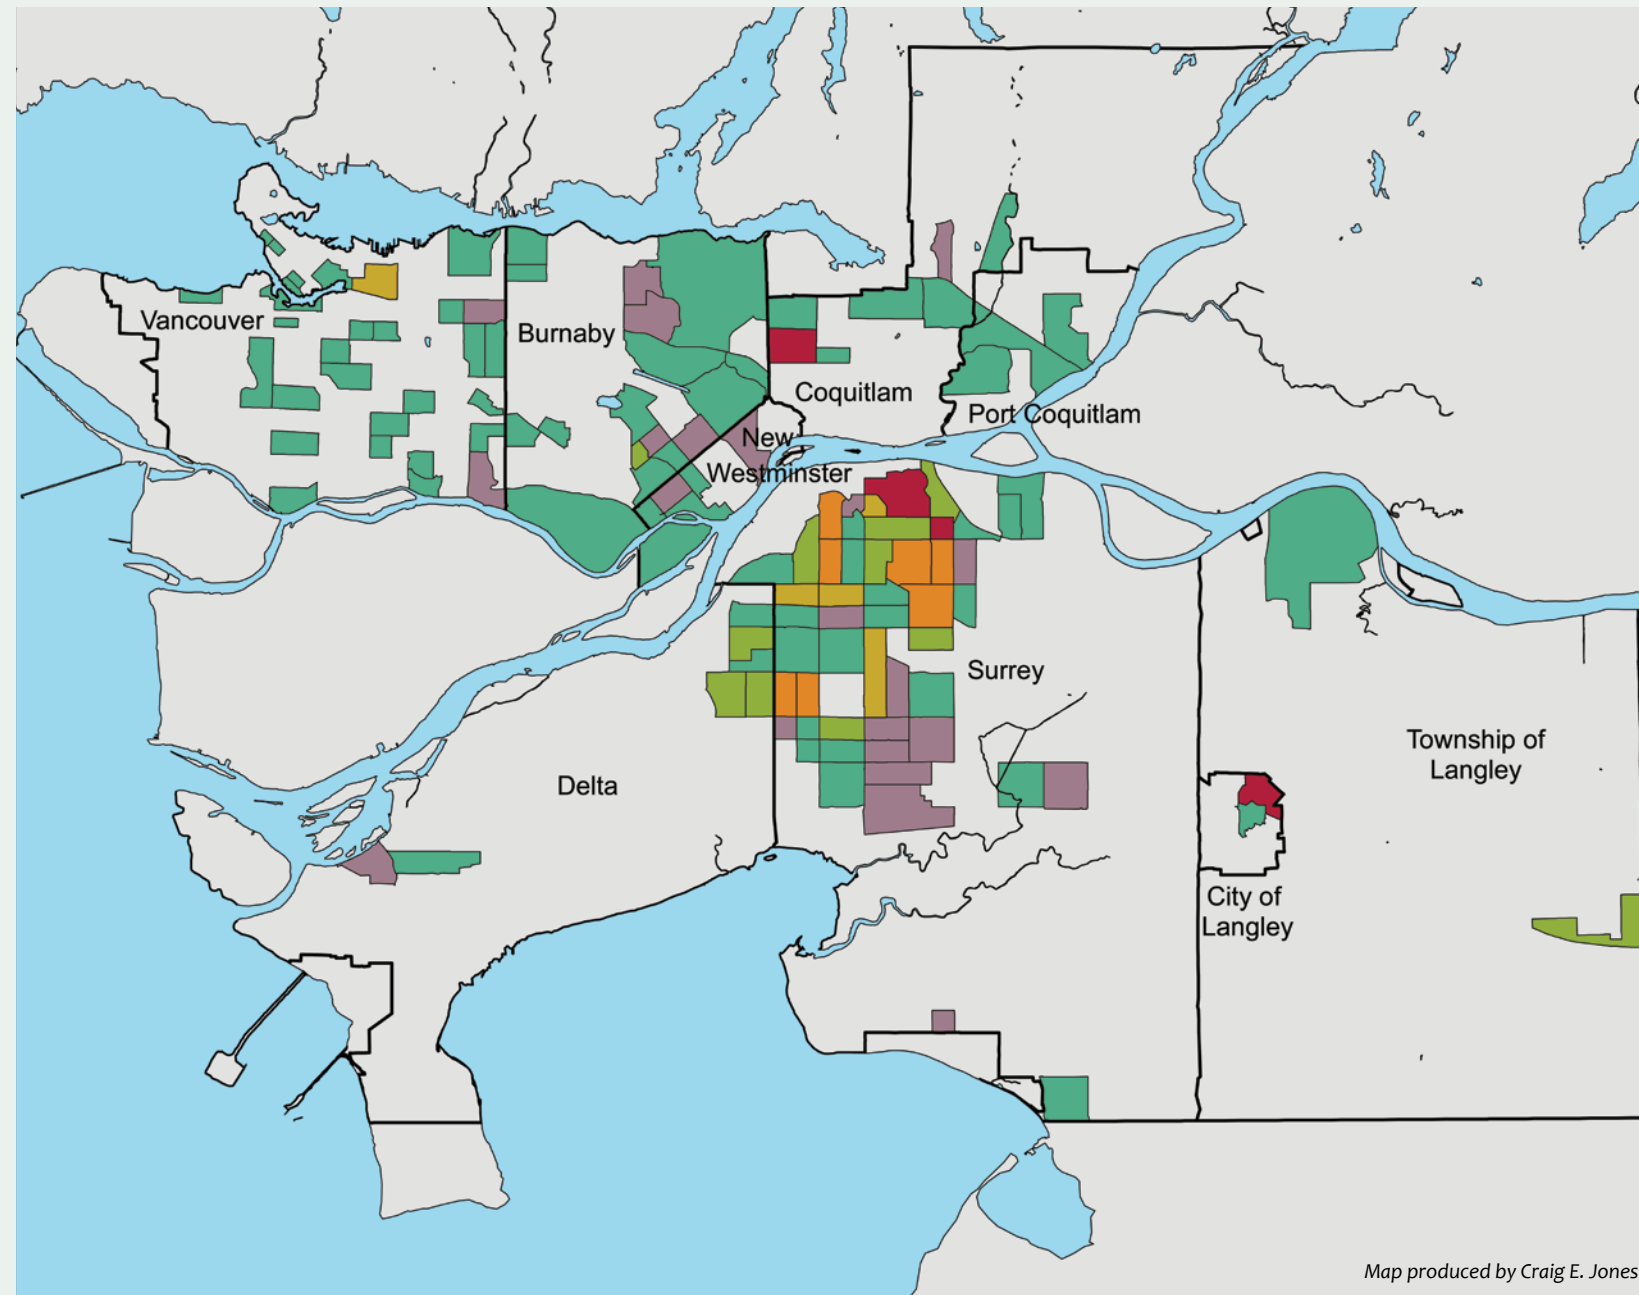 Vancouver
Burnaby
Coquitlam
Port Coquitlam
New
Westminster
Surrey
Township of
Langley
Delta
City of
Langley
Map produced by Craig E. Jones